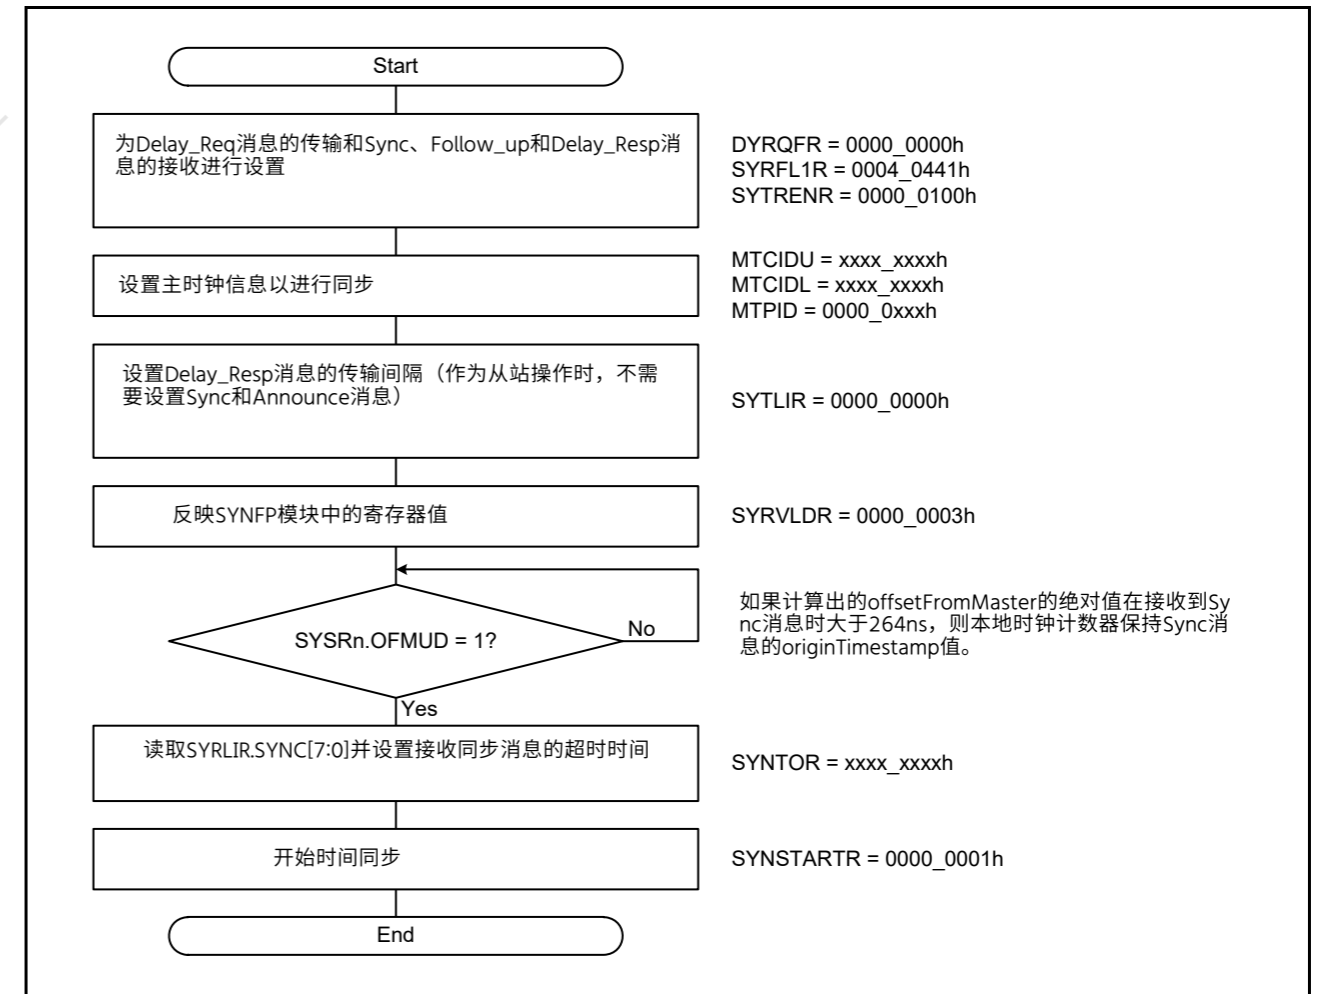 Start
为Delay_Req消息的传输和Sync、Follow_up和Delay_Resp消
息的接收进行设置
DYRQFR = 0000_0000h
SYRFL1R = 0004_0441h
SYTRENR = 0000_0100h
设置主时钟信息以进行同步
MTCIDU = xxxx_xxxxh
MTCIDL = xxxx_xxxxh
MTPID = 0000_0xxxh
设置Delay_Resp消息的传输间隔（作为从站操作时，不需
要设置Sync和Announce消息）
SYTLIR = 0000_0000h
反映SYNFP模块中的寄存器值
SYRVLDR = 0000_0003h
SYSRn.OFMUD = 1?
No
如果计算出的offsetFromMaster的绝对值在接收到Sy
nc消息时大于264ns，则本地时钟计数器保持Sync消
息的originTimestamp值。
Yes
读取SYRLIR.SYNC[7:0]并设置接收同步消息的超时时间
SYNTOR = xxxx_xxxxh
开始时间同步
SYNSTARTR = 0000_0001h
End